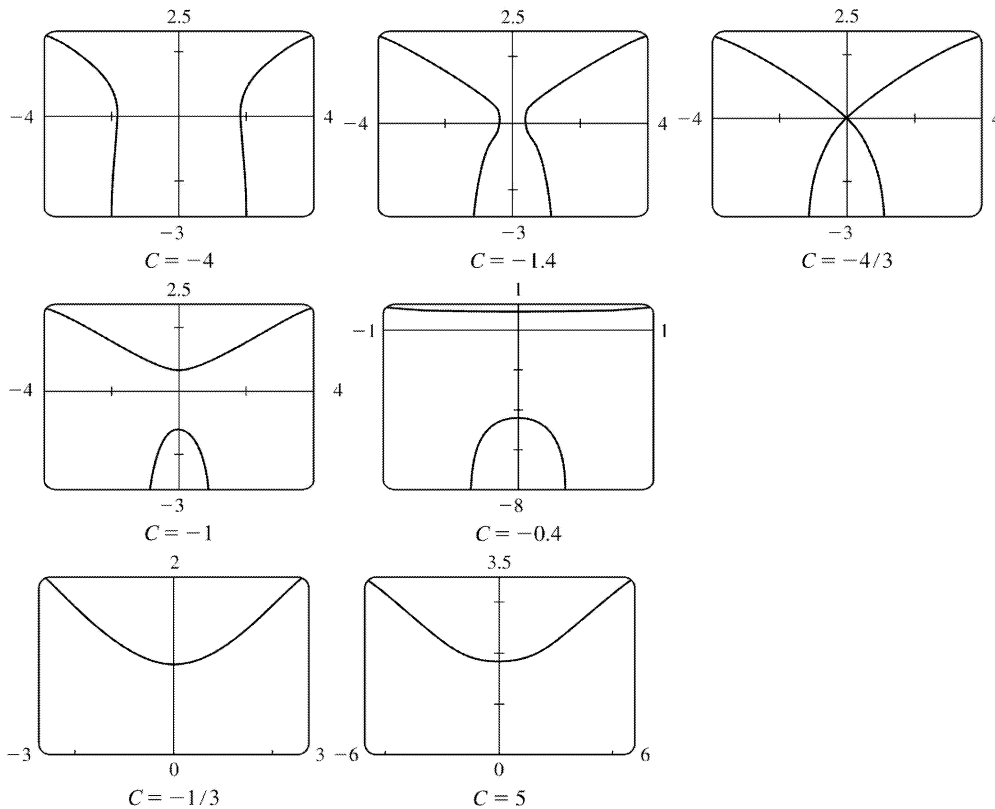 2.5 2.5 2.5
−4 4 −4 4 −4
−3 −3 −3
C = −4 C = −1.4 C = −4/3
2.5 1
−4 4 −1 1
−3 −8
C = −1 C = −0.4
2 3.5
−3 3 −6 6
0 0
C = −1/3 C = 5